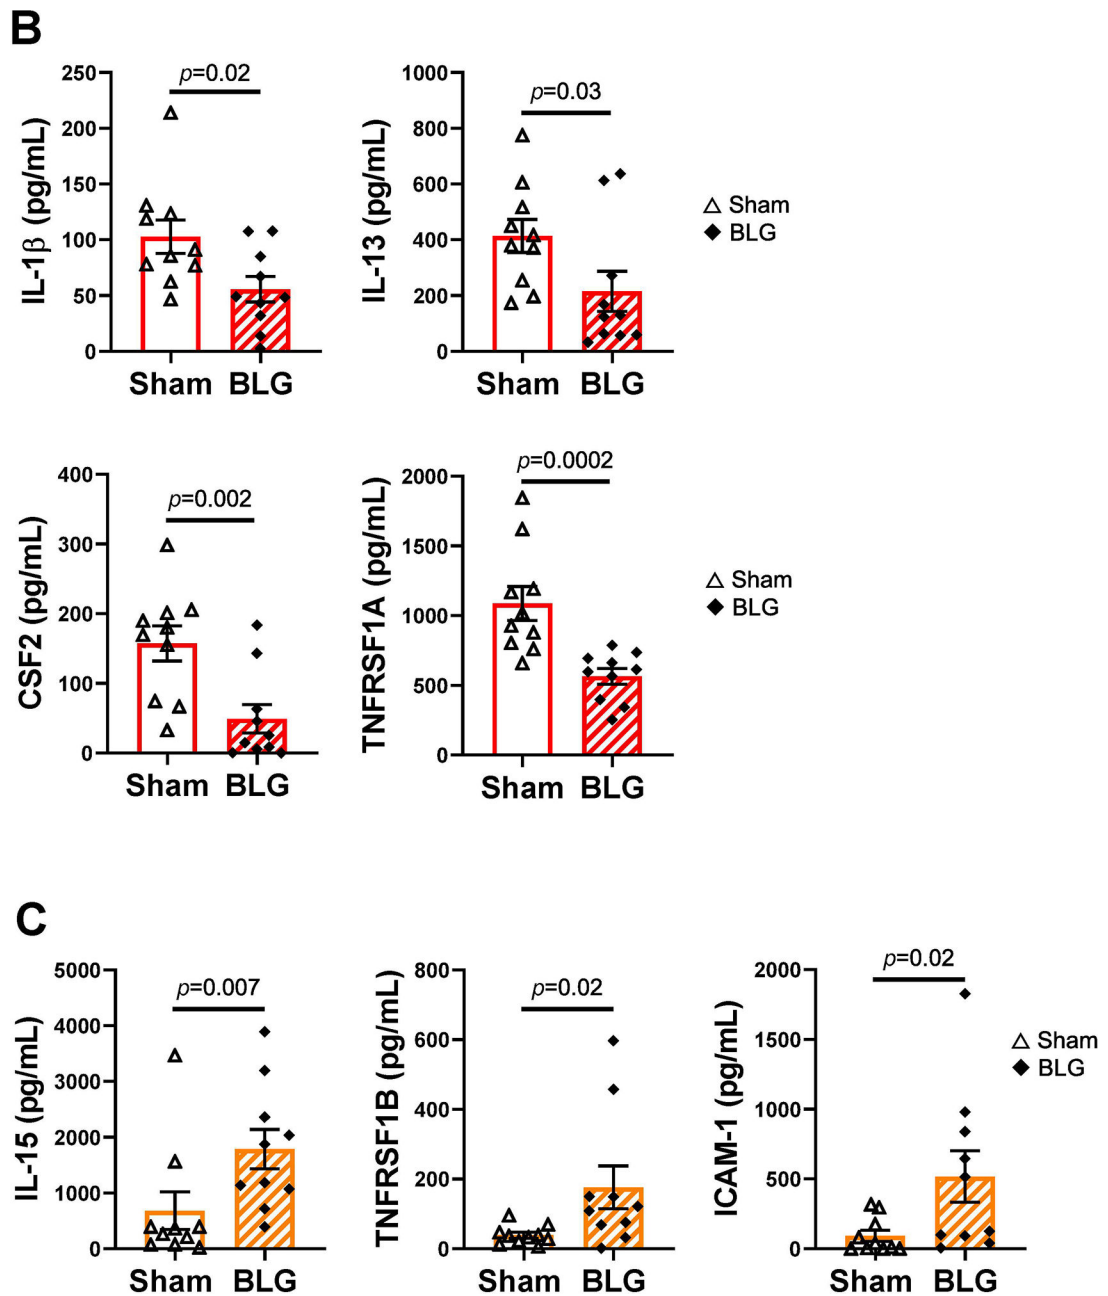 B
p=0.02
IL-1β (pg/mL)
250
200
150
100
50
0
Sham BLG
p=0.03
IL-13 (pg/mL)
1000
800
600
400
200
0
Sham BLG
Sham
BLG
p=0.002
CSF2 (pg/mL)
400
300
200
100
0
Sham BLG
p=0.0002
TNFRSF1A (pg/mL)
2000
1500
1000
500
0
Sham BLG
Sham
BLG
C
p=0.007
IL-15 (pg/mL)
5000
4000
3000
2000
1000
0
Sham BLG
p=0.02
TNFRSF1B (pg/mL)
800
600
400
200
0
Sham BLG
p=0.02
ICAM-1 (pg/mL)
2000
1500
1000
500
0
Sham BLG
Sham
BLG